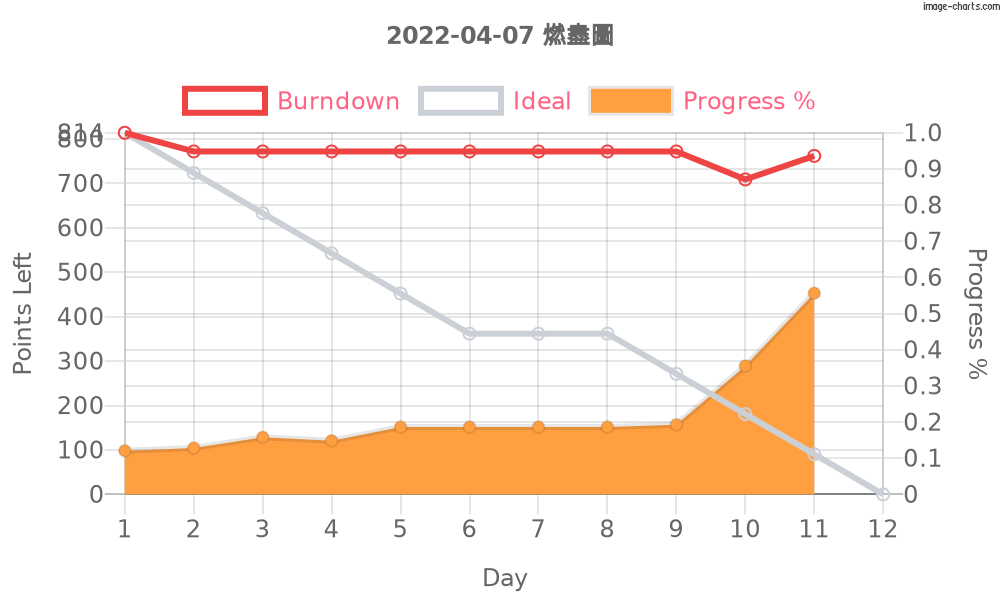 image-charts.com
2022-04-07 燃盡圖
Burndown Ideal Progress %
814 1.0
800
0.9
700
0.8
600
0.7
500 0.6
400 0.5
0.4
300
0.3
200
0.2
100
0.1
0 0
Points Left
Progress %
1 2 3 4 5 6 7 8 9 10 11 12
Day